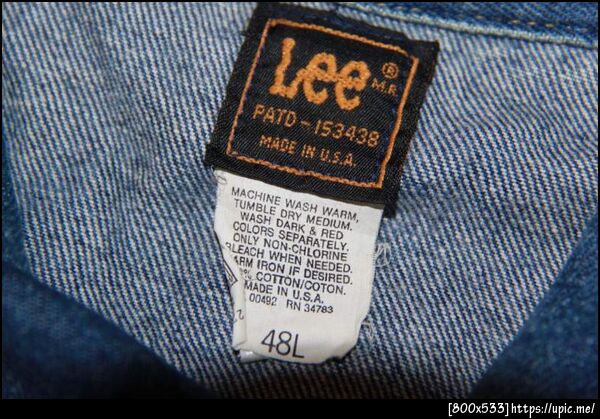 Lee ® M.R.
PATD-153438
MADE IN U.S.A.
MACHINE WASH WARM,
TUMBLE DRY MEDIUM.
WASH DARK & RED
COLORS SEPARATELY.
ONLY NON-CHLORINE
BLEACH WHEN NEEDED.
ARM IRON IF DESIRED.
% COTTON/COTON.
MADE IN U.S.A.
00492 RN 34783
48L
[800x533]https://upic.me/